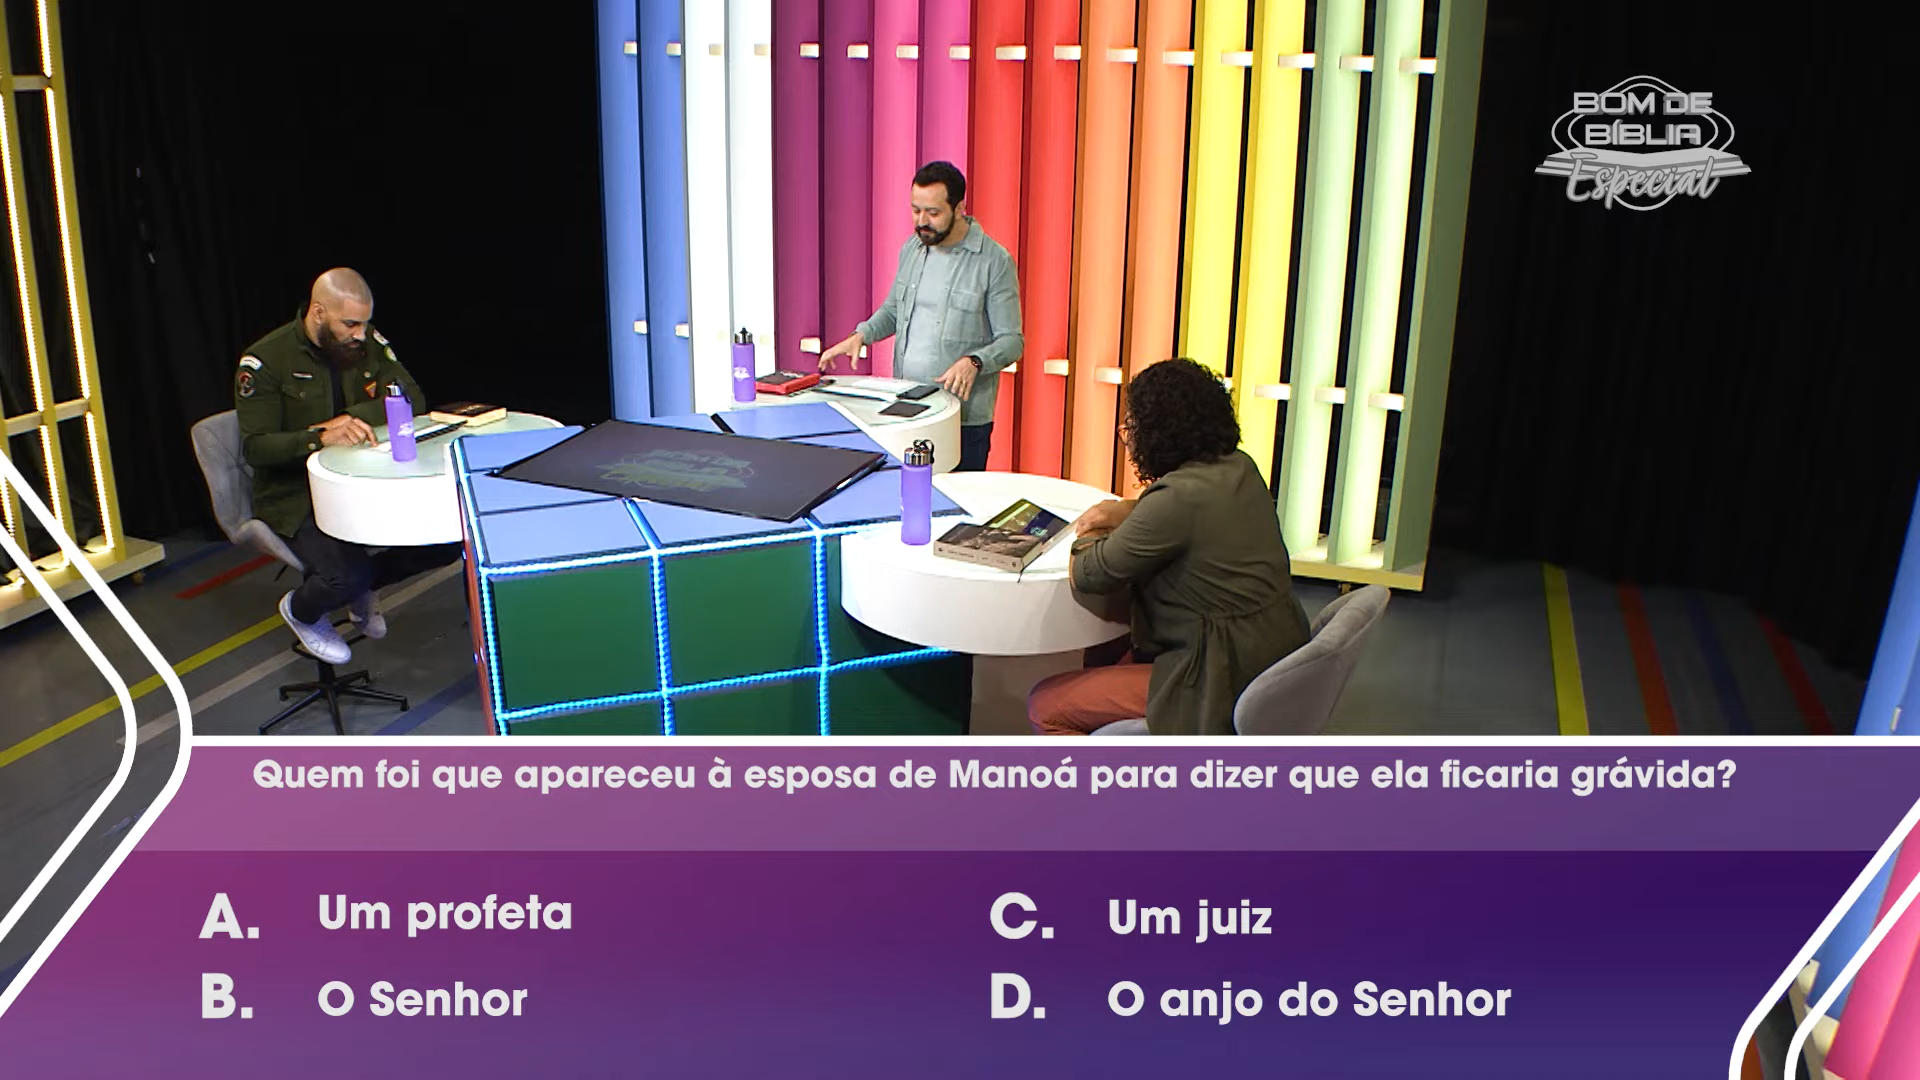 BOM DE
BÍBLIA
Especial
Quem foi que apareceu à esposa de Manoá para dizer que ela ficaria grávida?
A. Um profeta
B. O Senhor
C. Um juiz
D. O anjo do Senhor